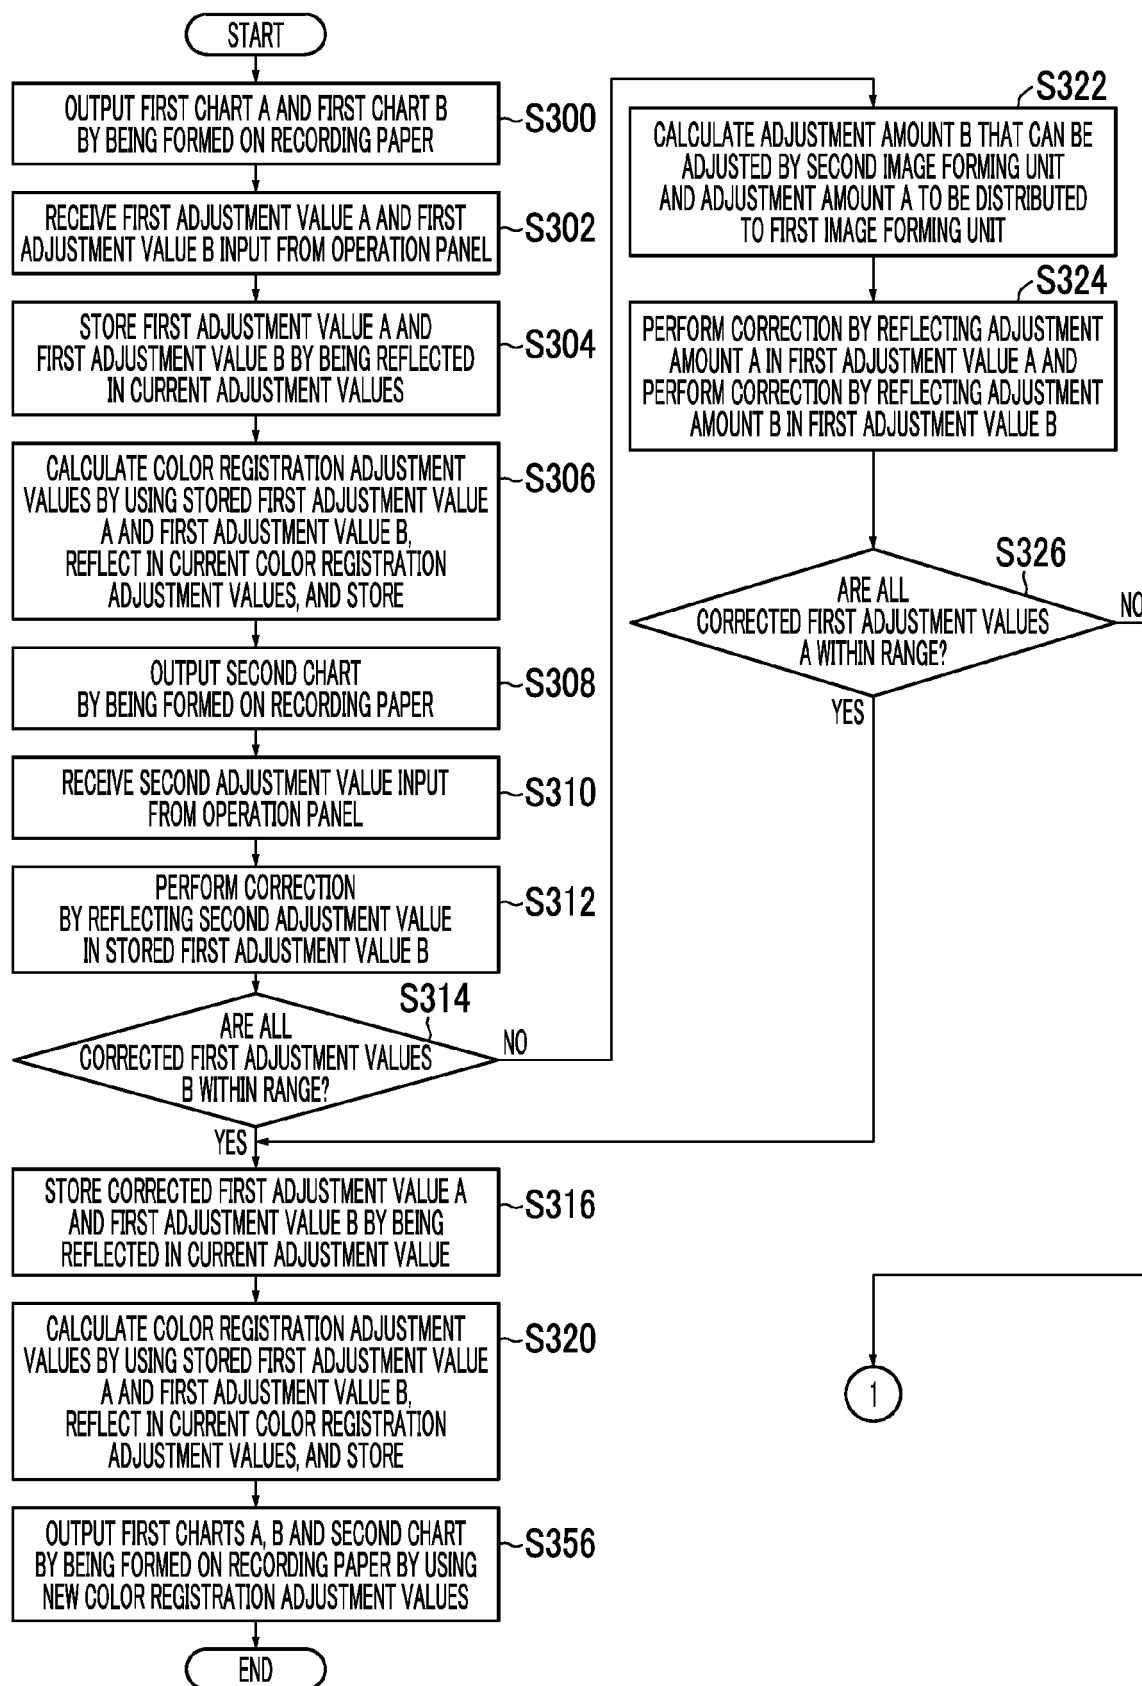 START
OUTPUT FIRST CHART A AND FIRST CHART B
BY BEING FORMED ON RECORDING PAPER
S300
RECEIVE FIRST ADJUSTMENT VALUE A AND FIRST
ADJUSTMENT VALUE B INPUT FROM OPERATION PANEL
S302
STORE FIRST ADJUSTMENT VALUE A AND
FIRST ADJUSTMENT VALUE B BY BEING REFLECTED
IN CURRENT ADJUSTMENT VALUES
S304
CALCULATE COLOR REGISTRATION ADJUSTMENT
VALUES BY USING STORED FIRST ADJUSTMENT VALUE
A AND FIRST ADJUSTMENT VALUE B,
REFLECT IN CURRENT COLOR REGISTRATION
ADJUSTMENT VALUES, AND STORE
S306
OUTPUT SECOND CHART
BY BEING FORMED ON RECORDING PAPER
S308
RECEIVE SECOND ADJUSTMENT VALUE INPUT
FROM OPERATION PANEL
S310
PERFORM CORRECTION
BY REFLECTING SECOND ADJUSTMENT VALUE
IN STORED FIRST ADJUSTMENT VALUE B
S312
S314
ARE ALL
CORRECTED FIRST ADJUSTMENT VALUES
B WITHIN RANGE?
NO
YES
STORE CORRECTED FIRST ADJUSTMENT VALUE A
AND FIRST ADJUSTMENT VALUE B BY BEING
REFLECTED IN CURRENT ADJUSTMENT VALUE
S316
CALCULATE COLOR REGISTRATION ADJUSTMENT
VALUES BY USING STORED FIRST ADJUSTMENT VALUE
A AND FIRST ADJUSTMENT VALUE B,
REFLECT IN CURRENT COLOR REGISTRATION
ADJUSTMENT VALUES, AND STORE
S320
OUTPUT FIRST CHARTS A, B AND SECOND CHART
BY BEING FORMED ON RECORDING PAPER BY USING
NEW COLOR REGISTRATION ADJUSTMENT VALUES
S356
END
S322
CALCULATE ADJUSTMENT AMOUNT B THAT CAN BE
ADJUSTED BY SECOND IMAGE FORMING UNIT
AND ADJUSTMENT AMOUNT A TO BE DISTRIBUTED
TO FIRST IMAGE FORMING UNIT
S324
PERFORM CORRECTION BY REFLECTING ADJUSTMENT
AMOUNT A IN FIRST ADJUSTMENT VALUE A AND
PERFORM CORRECTION BY REFLECTING ADJUSTMENT
AMOUNT B IN FIRST ADJUSTMENT VALUE B
S326
ARE ALL
CORRECTED FIRST ADJUSTMENT VALUES
A WITHIN RANGE?
NO
YES
1